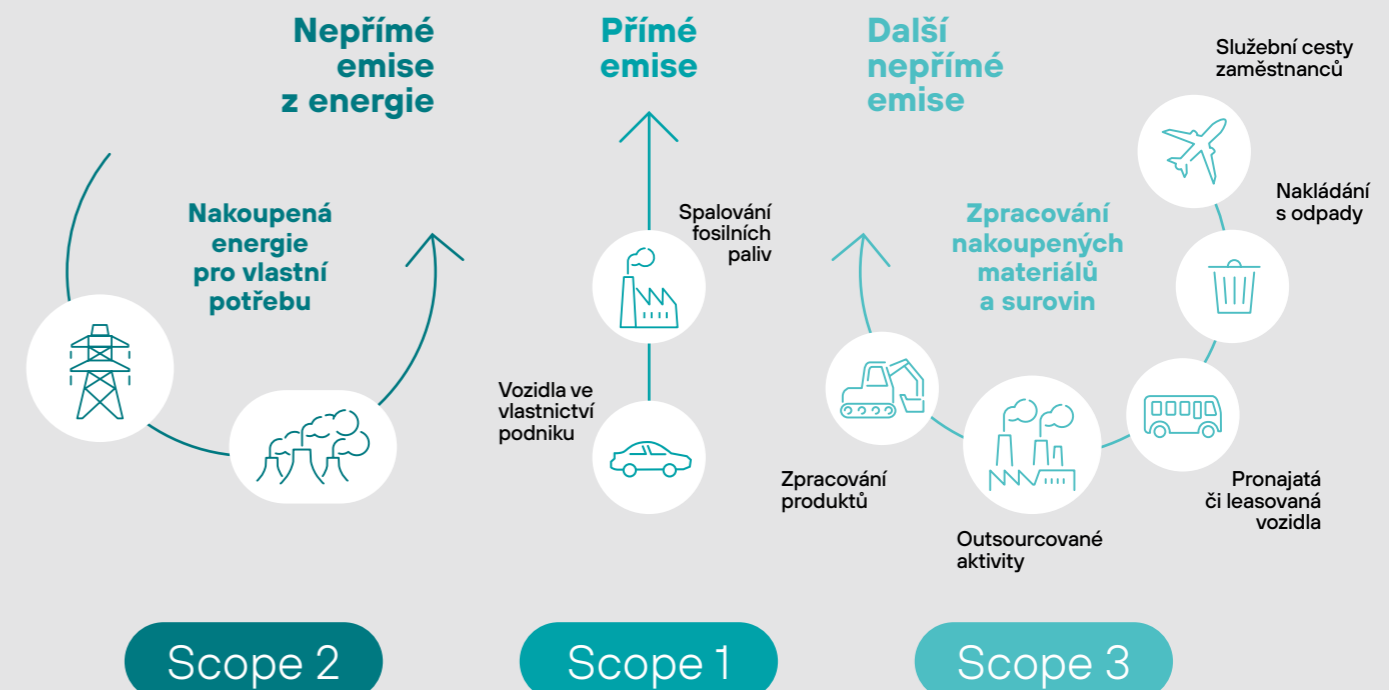 Nepřímé
emise
z energie
Nakoupená
energie
pro vlastní
potřebu
Scope 2
Přímé
emise
Spalování
fosilních
paliv
Vozidla ve
vlastnictví
podniku
Scope 1
Další
nepřímé
emise
Služební cesty
zaměstnanců
Nakládání
s odpady
Zpracování
nakoupených
materiálů
a surovin
Pronajatá
či leasovaná
vozidla
Outsourcované
aktivity
Zpracování
produktů
Scope 3